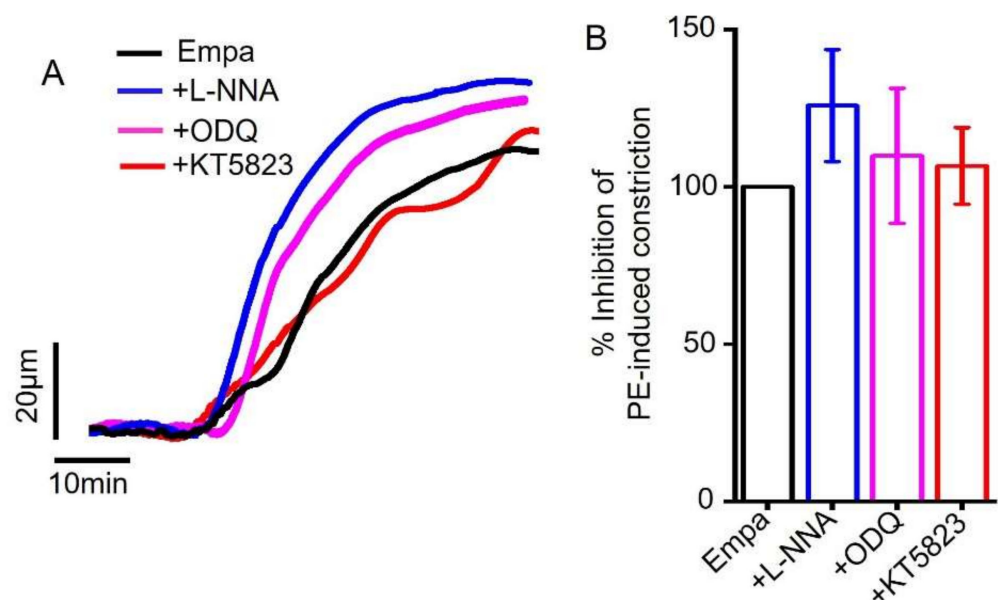 A
Empa
+L-NNA
+ODQ
+KT5823
20µm
10min
B
% Inhibition of
PE-induced constriction
150
100
50
0
Empa
+L-NNA
+ODQ
+KT5823